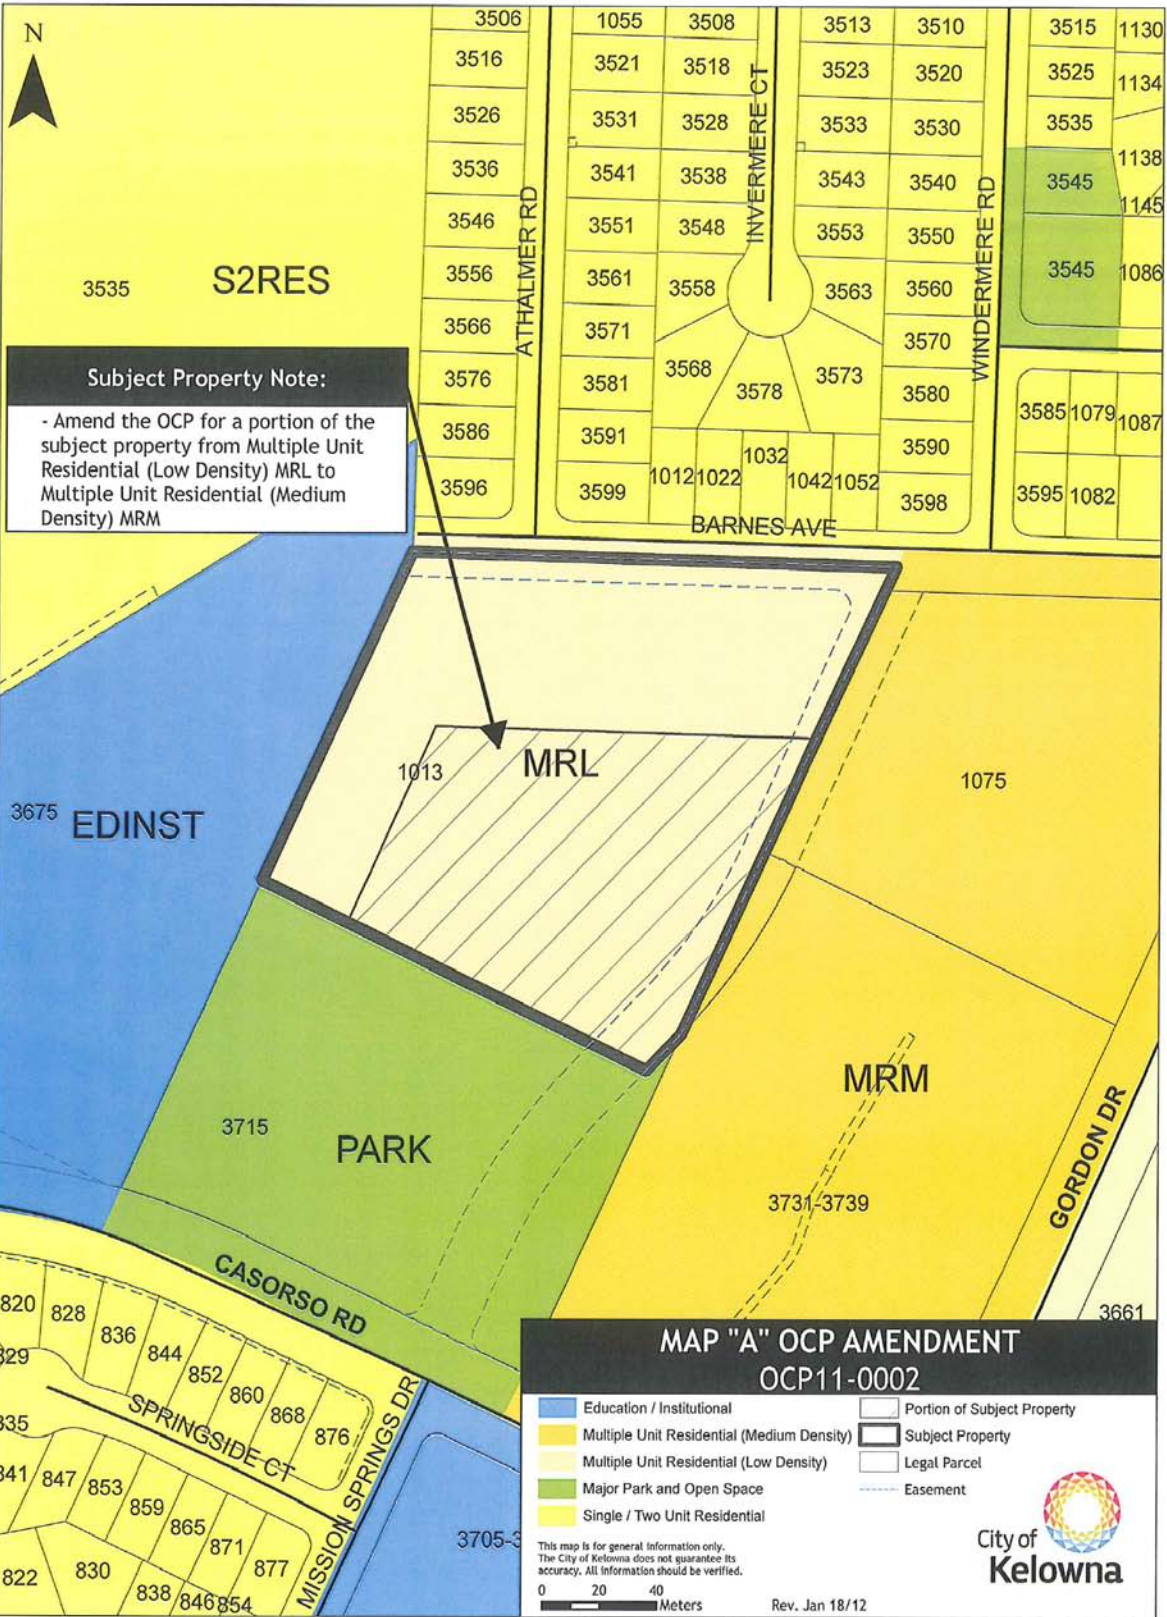 N
3506 1055 3508 3513 3510 3515 1130
3516 3521 3518 3523 3520 3525 1134
3526 3531 3528 3533 3530 3535
3536 3541 3538 3543 3540 3545 1138
1145
3546 3551 3548 3553 3550
3535 S2RES 3556 3561 3558 3563 3560 3545 1086
3566 3571 3570
3576 3581 3568 3578 3573 3580
3586 3591 3590 3585 1079 1087
3596 3599 1012 1022 1032 1042 1052 3598 3595 1082
ATHALMER RD
INVERMERE CT
WINDERMERE RD
BARNES AVE
Subject Property Note:
- Amend the OCP for a portion of the
subject property from Multiple Unit
Residential (Low Density) MRL to
Multiple Unit Residential (Medium
Density) MRM
1013 MRL
1075
3675 EDINST
MRM
3715 PARK
3731-3739
GORDON DR
CASORSO RD
3661
820 828 836 844 852 860 868 876
SPRINGSIDE CT
MISSION SPRINGS DR
847 853 859 865 871 877
822 830 838 846 854
MAP "A" OCP AMENDMENT
OCP11-0002
Education / Institutional
Multiple Unit Residential (Medium Density)
Multiple Unit Residential (Low Density)
Major Park and Open Space
Single / Two Unit Residential
Portion of Subject Property
Subject Property
Legal Parcel
Easement
This map is for general information only.
The City of Kelowna does not guarantee its
accuracy. All information should be verified.
0 20 40
Meters
Rev. Jan 18/12
City of
Kelowna